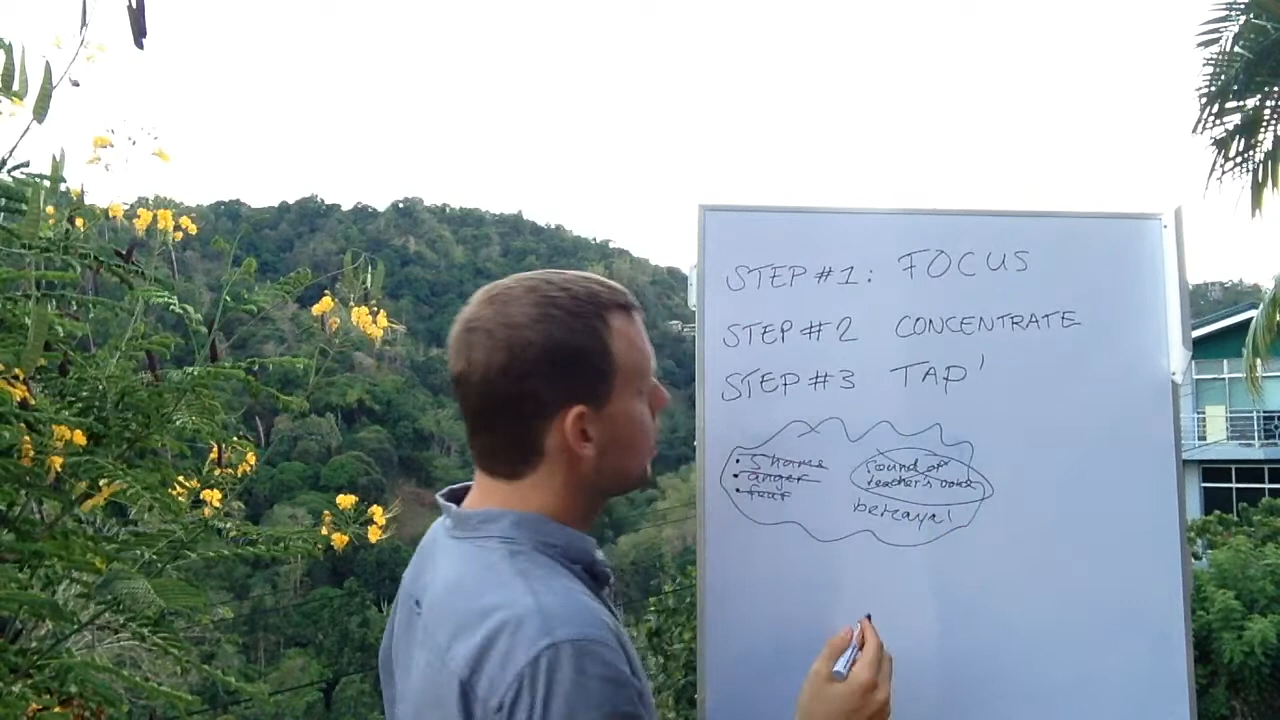 STEP #1: FOCUS
STEP #2 CONCENTRATE
STEP #3 TAP'
• Shame
• anger
• fear
sound of
teacher's voice
betrayal